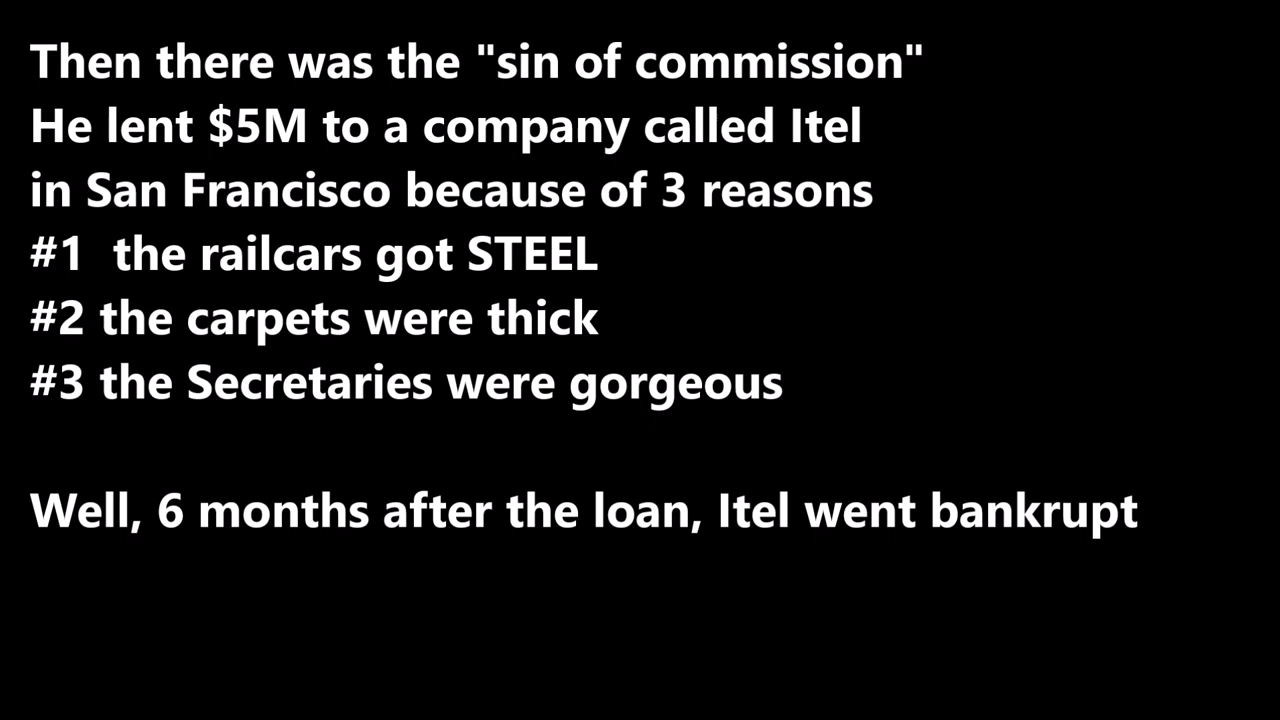 Then there was the "sin of commission"
He lent $5M to a company called Itel
in San Francisco because of 3 reasons
#1  the railcars got STEEL
#2 the carpets were thick
#3 the Secretaries were gorgeous
Well, 6 months after the loan, Itel went bankrupt